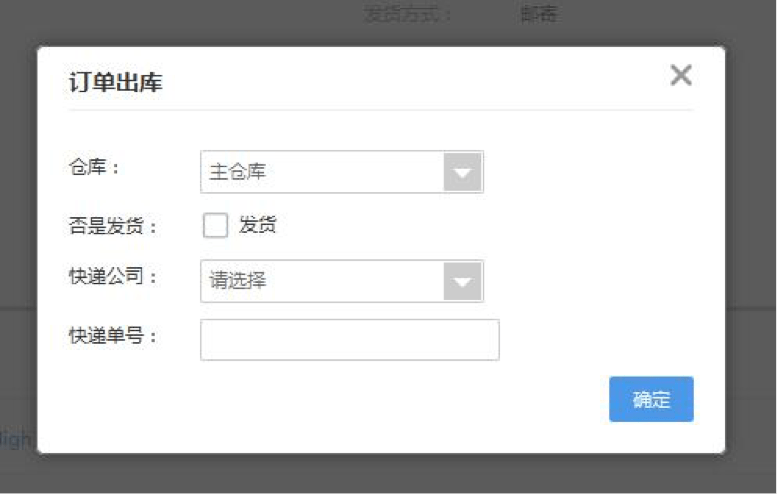 发货方式： 邮寄
订单出库
仓库： 主仓库
否是发货： 发货
快递公司： 请选择
快递单号：
确定
High